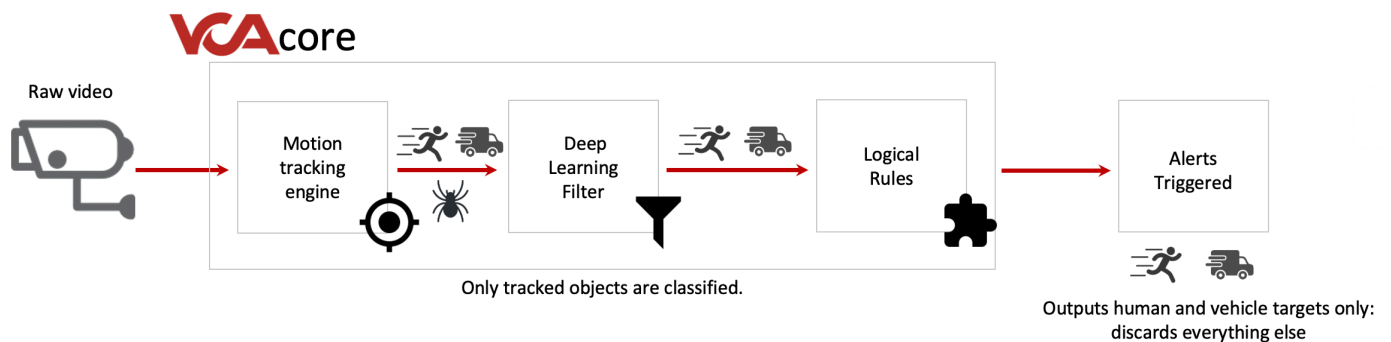 VCAcore
Raw video
Motion
tracking
engine
Deep
Learning
Filter
Logical
Rules
Alerts
Triggered
Only tracked objects are classified.
Outputs human and vehicle targets only:
discards everything else